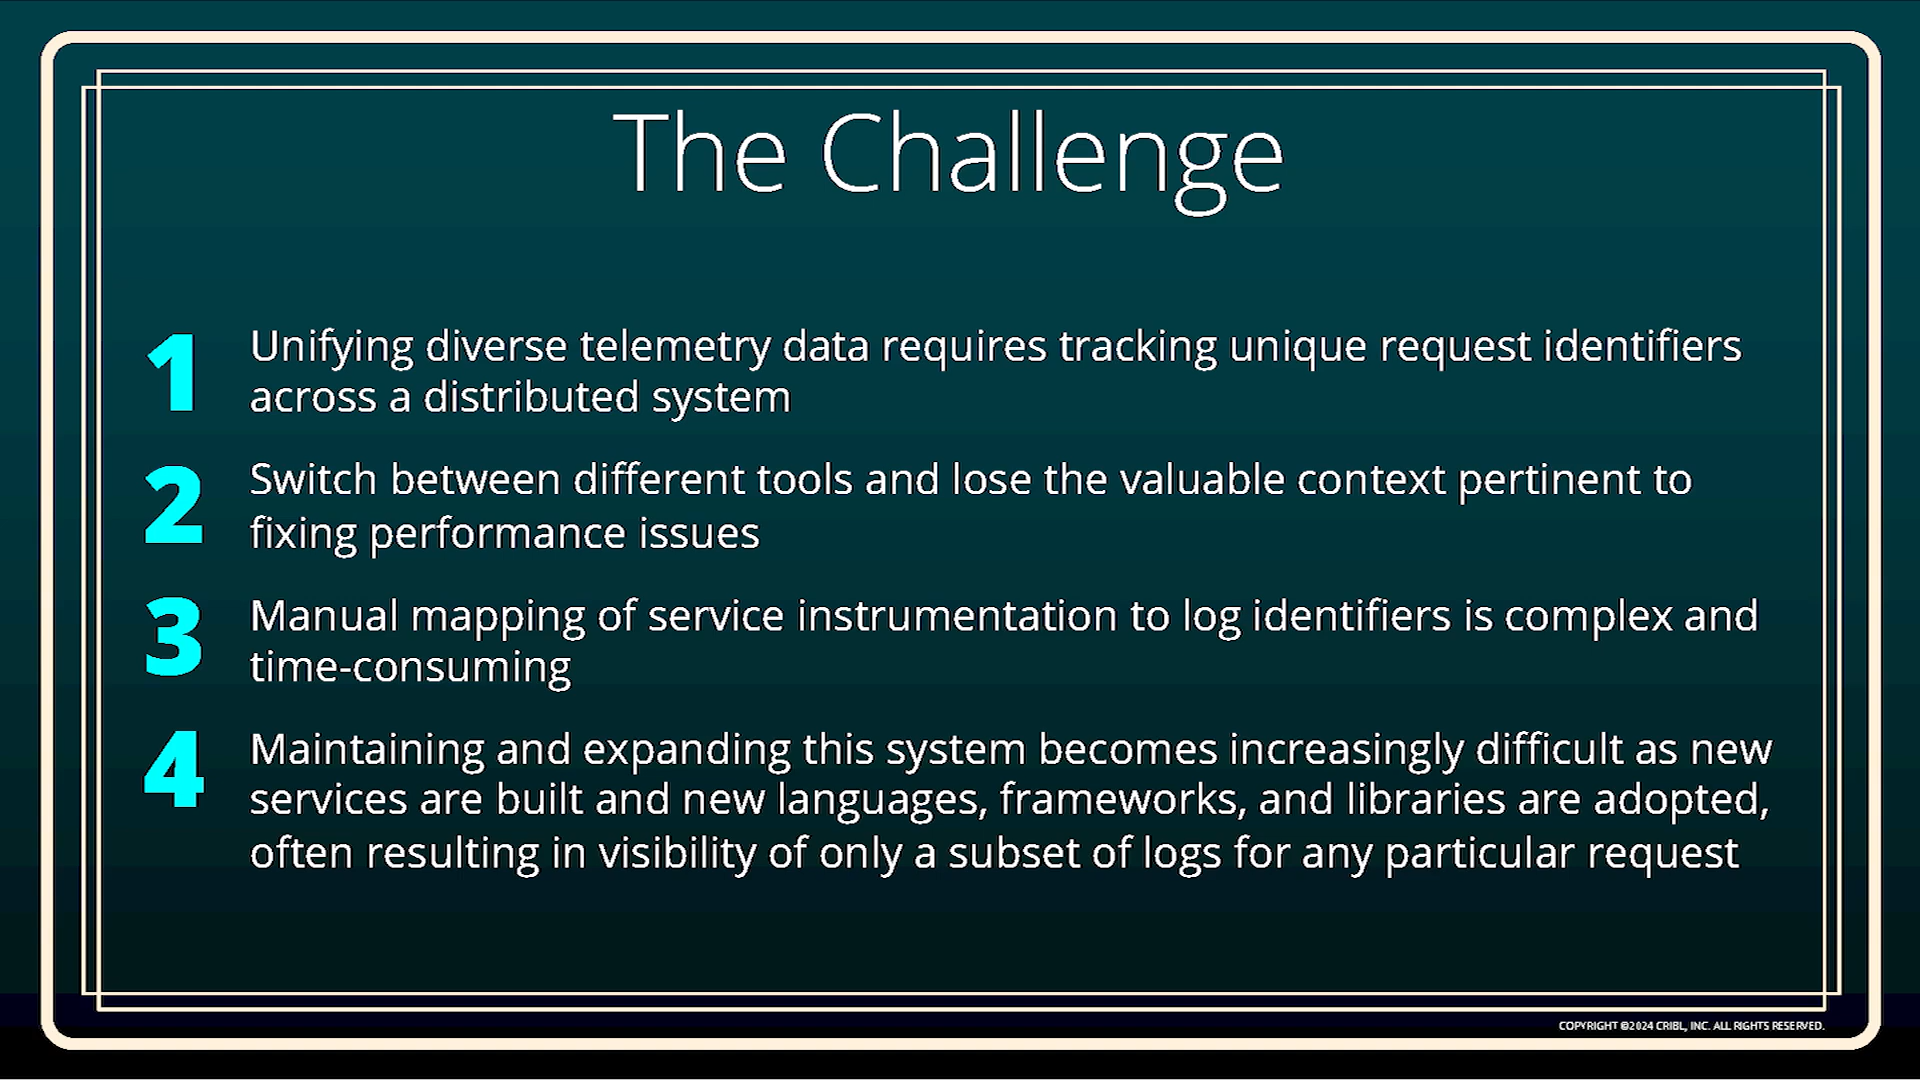 The Challenge
1
Unifying diverse telemetry data requires tracking unique request identifiers
across a distributed system
2
Switch between different tools and lose the valuable context pertinent to
fixing performance issues
3
Manual mapping of service instrumentation to log identifiers is complex and
time-consuming
4
Maintaining and expanding this system becomes increasingly difficult as new
services are built and new languages, frameworks, and libraries are adopted,
often resulting in visibility of only a subset of logs for any particular request
COPYRIGHT ©2024 CRIBL, INC. ALL RIGHTS RESERVED.